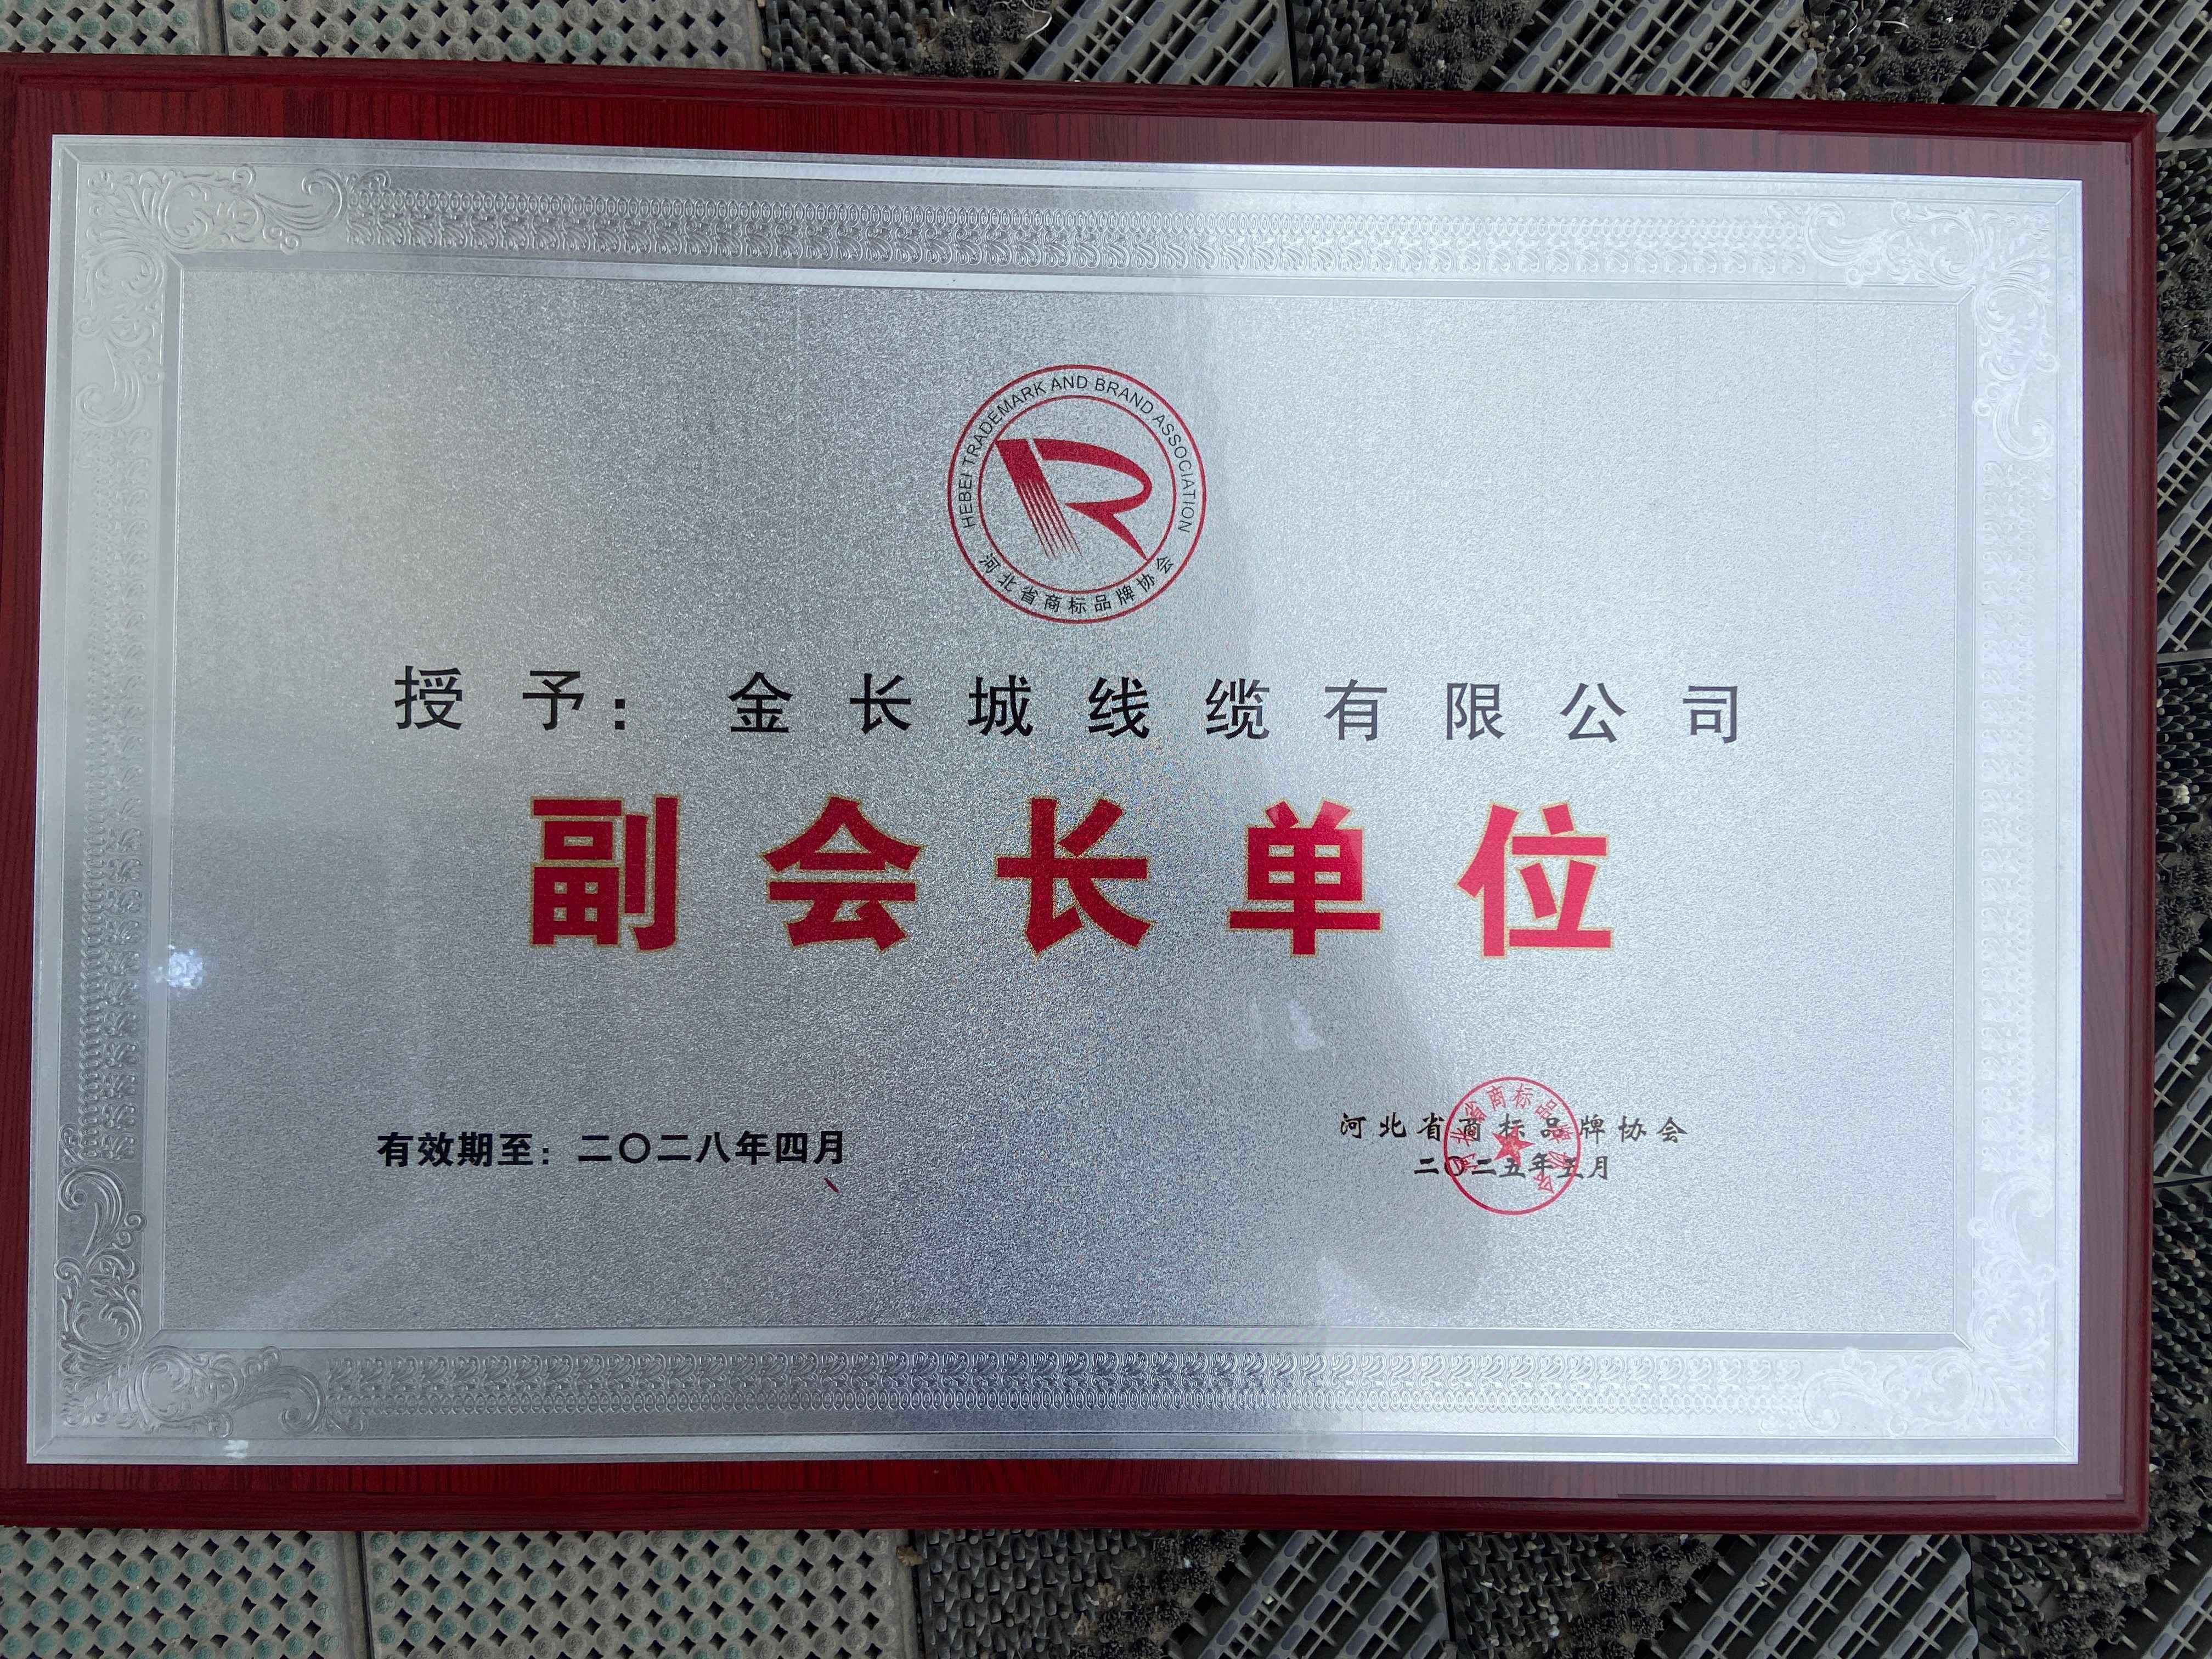 HEBEI TRADEMARK AND BRAND ASSOCIATION
R
河北省商标品牌协会
授予：金长城线缆有限公司
副会长单位
有效期至：二〇二八年四月
河北省商标品牌协会
二〇二五年三月